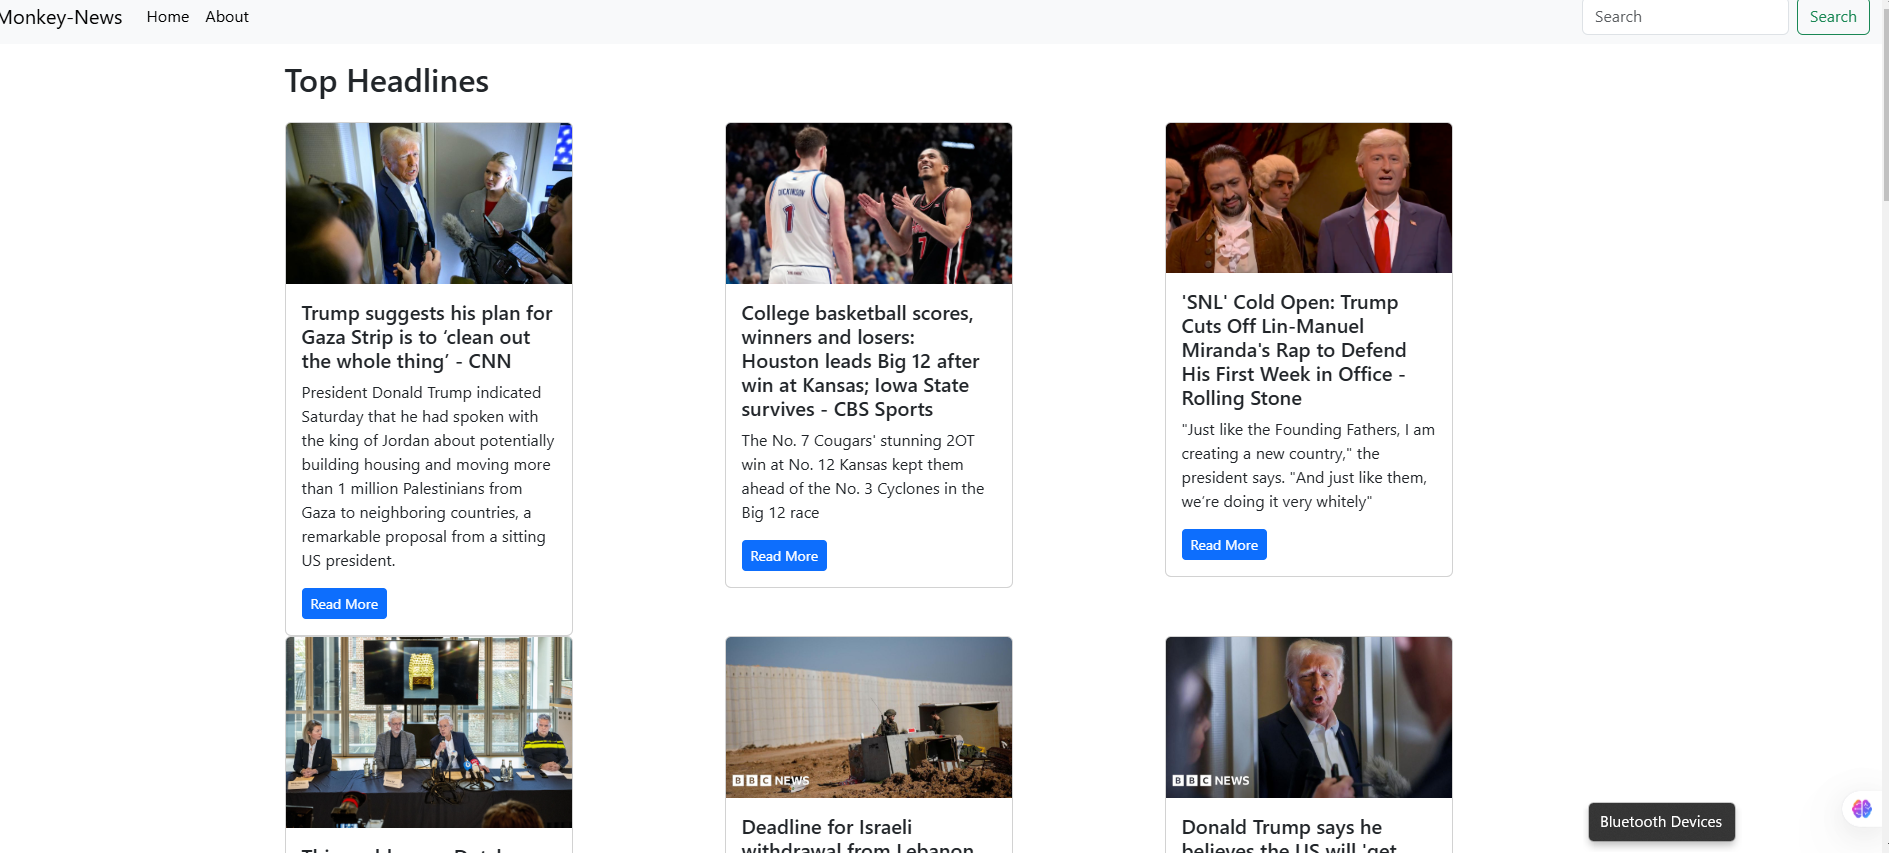 Monkey-News Home About Search Search
Top Headlines
DICKINSON
1
7
Trump suggests his plan for
Gaza Strip is to ‘clean out
the whole thing’ - CNN
President Donald Trump indicated
Saturday that he had spoken with
the king of Jordan about potentially
building housing and moving more
than 1 million Palestinians from
Gaza to neighboring countries, a
remarkable proposal from a sitting
US president.
Read More
College basketball scores,
winners and losers:
Houston leads Big 12 after
win at Kansas; Iowa State
survives - CBS Sports
The No. 7 Cougars' stunning 2OT
win at No. 12 Kansas kept them
ahead of the No. 3 Cyclones in the
Big 12 race
Read More
'SNL' Cold Open: Trump
Cuts Off Lin-Manuel
Miranda's Rap to Defend
His First Week in Office -
Rolling Stone
"Just like the Founding Fathers, I am
creating a new country," the
president says. "And just like them,
we’re doing it very whitely"
Read More
BBC NEWS
Deadline for Israeli
withdrawal from Lebanon
BBC NEWS
Donald Trump says he
believes the US will 'get
Bluetooth Devices